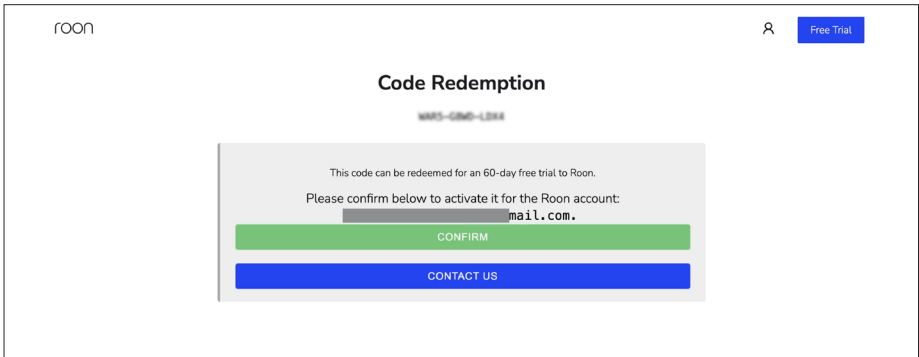 roon
Free Trial
Code Redemption
This code can be redeemed for an 60-day free trial to Roon.
Please confirm below to activate it for the Roon account:
mail.com.
CONFIRM
CONTACT US